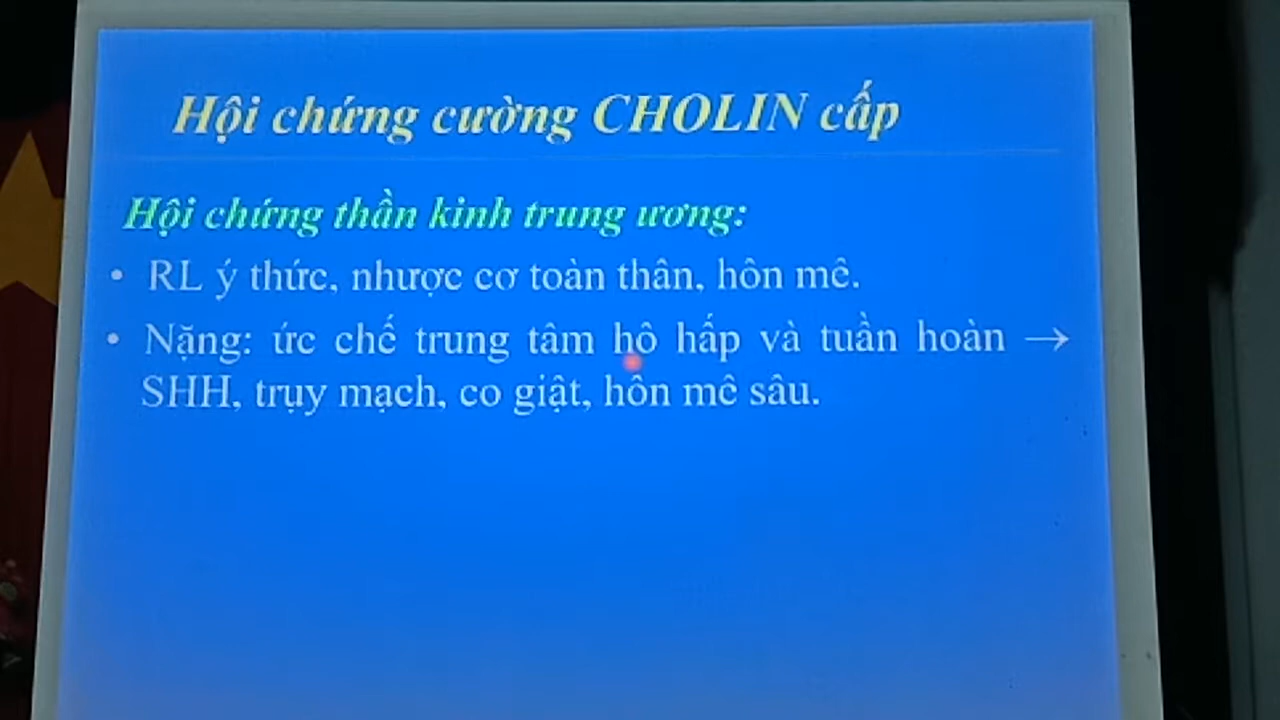 Hội chứng cường CHOLIN cấp
Hội chứng thần kinh trung ương:
• RL ý thức, nhược cơ toàn thân, hôn mê.
• Nặng: ức chế trung tâm hô hấp và tuần hoàn →
SHH, trụy mạch, co giật, hôn mê sâu.